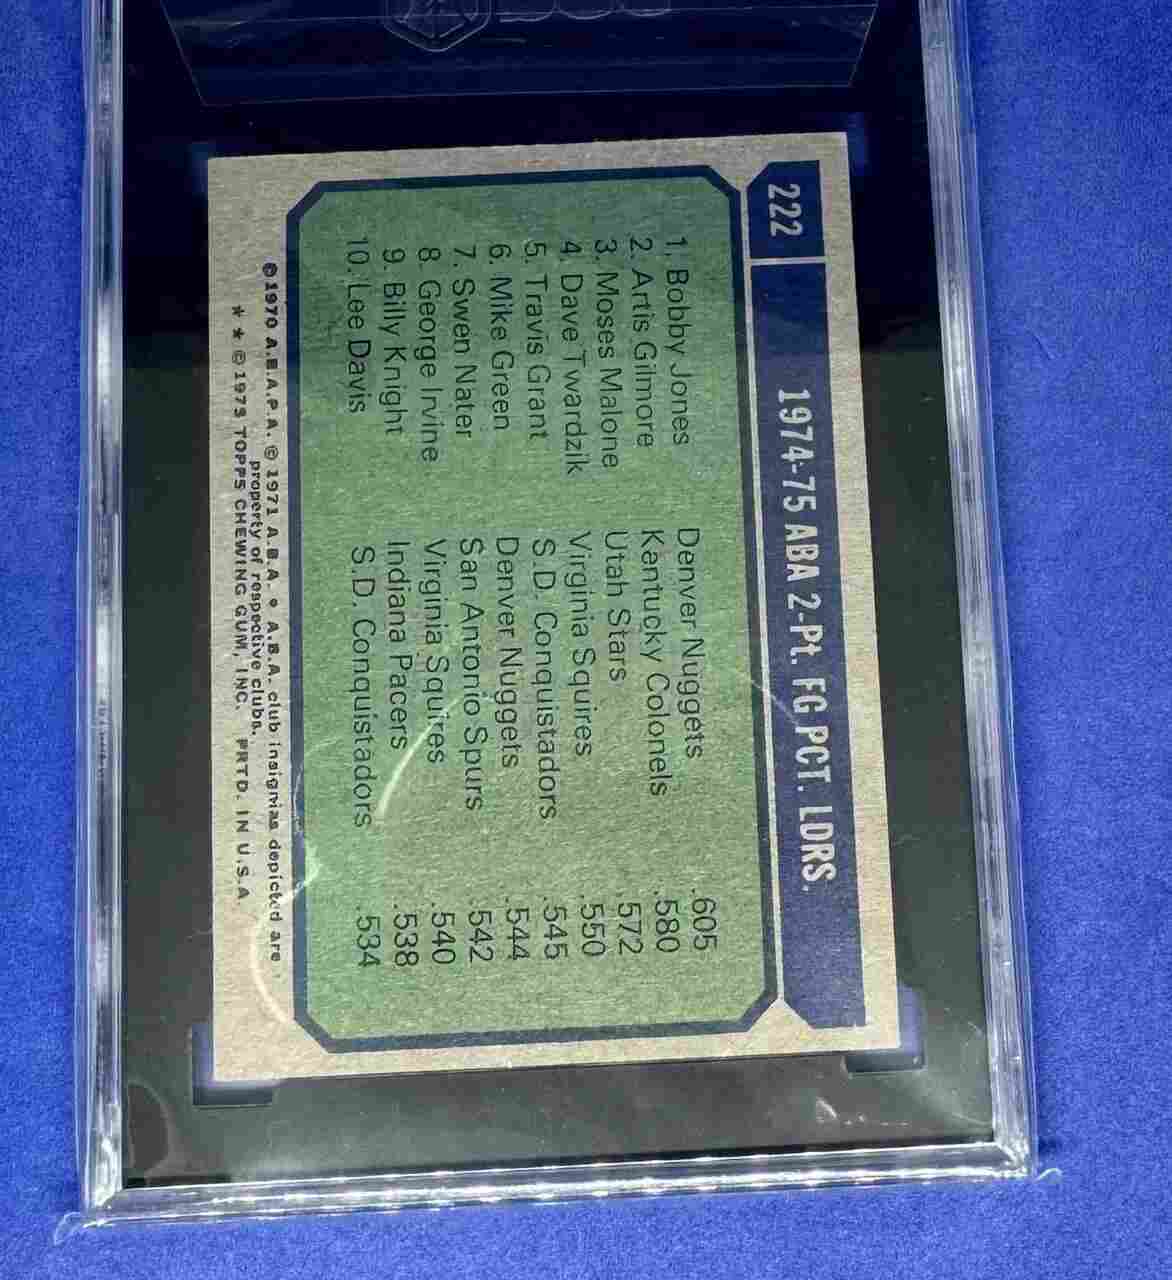 222
1974-75 ABA 2-Pt. FG PCT. LDRS.
1. Bobby Jones Denver Nuggets .605
2. Artis Gilmore Kentucky Colonels .580
3. Moses Malone Utah Stars .572
4. Dave Twardzik Virginia Squires .550
5. Travis Grant S.D. Conquistadors .545
6. Mike Green Denver Nuggets .544
7. Swen Nater San Antonio Spurs .542
8. George Irvine Virginia Squires .540
9. Billy Knight Indiana Pacers .538
10. Lee Davis S.D. Conquistadors .534
©1970 A.B.A.P.A. ©1971 A.B.A. • A.B.A. club insignias depicted are
property of respective clubs.
** ©1975 TOPPS CHEWING GUM, INC. PRTD. IN U.S.A.